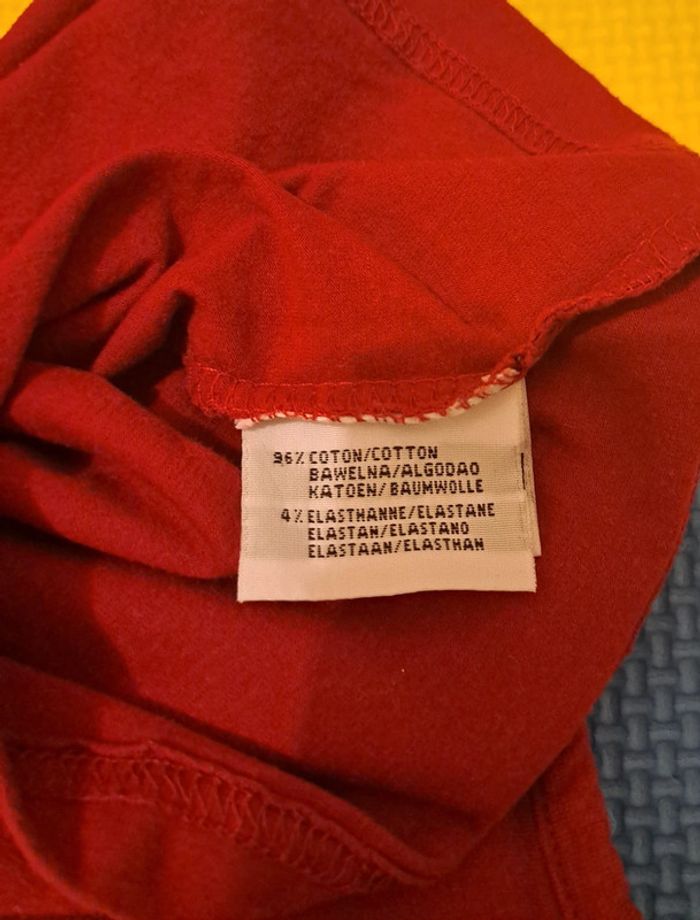 96% COTON/COTTON
BAWELNA/ALGODAO
KATOEN/BAUMWOLLE
4% ELASTHANNE/ELASTANE
ELASTAN/ELASTANO
ELASTAAN/ELASTHAN